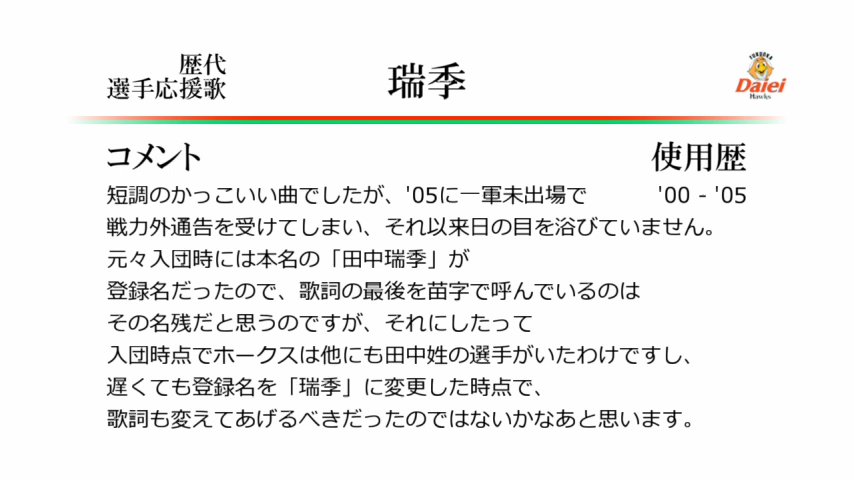 歴代
選手応援歌
瑞季
FUKUOKA
Daiei
Hawks
コメント
使用歴
短調のかっこいい曲でしたが、'05に一軍未出場で
'00 - '05
戦力外通告を受けてしまい、それ以来日の目を浴びていません。
元々入団時には本名の「田中瑞季」が
登録名だったので、歌詞の最後を苗字で呼んでいるのは
その名残だと思うのですが、それにしたって
入団時点でホークスは他にも田中姓の選手がいたわけですし、
遅くても登録名を「瑞季」に変更した時点で、
歌詞も変えてあげるべきだったのではないかなあと思います。